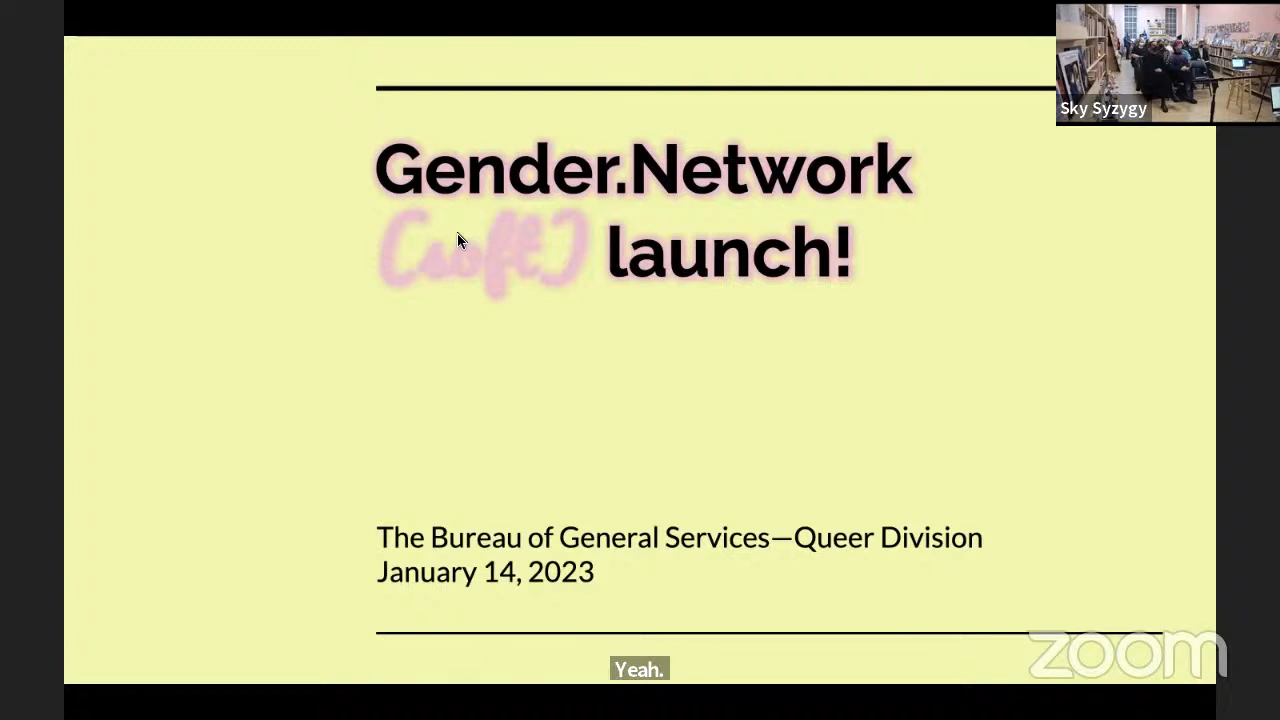 Sky Syzygy
Gender.Network
(soft) launch!
The Bureau of General Services—Queer Division
January 14, 2023
Yeah.
zoom